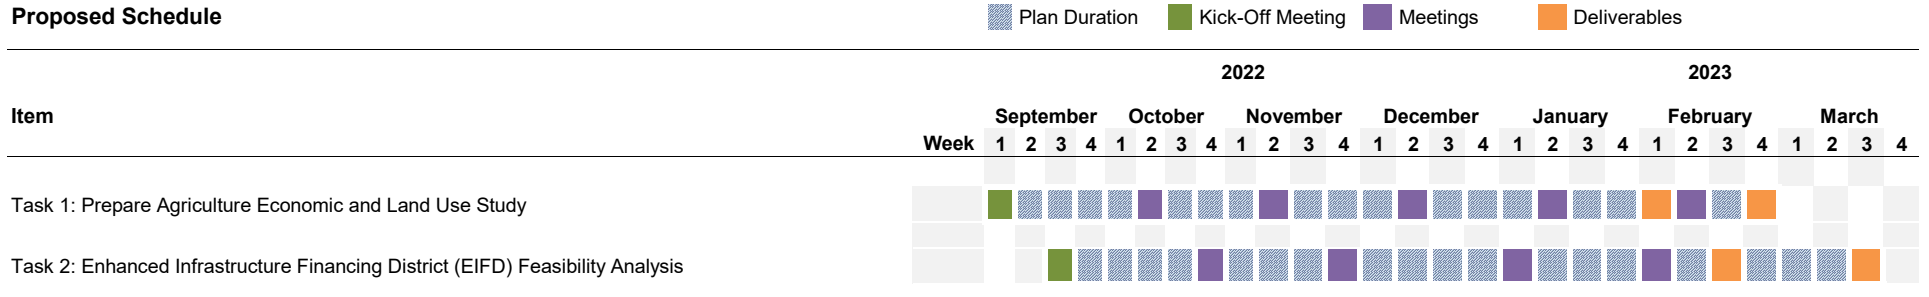 Proposed Schedule
Plan Duration Kick-Off Meeting Meetings Deliverables
2022 2023
Item
September October November December January February March
Week 1 2 3 4 1 2 3 4 1 2 3 4 1 2 3 4 1 2 3 4 1 2 3 4 1 2 3 4
Task 1: Prepare Agriculture Economic and Land Use Study
Task 2: Enhanced Infrastructure Financing District (EIFD) Feasibility Analysis